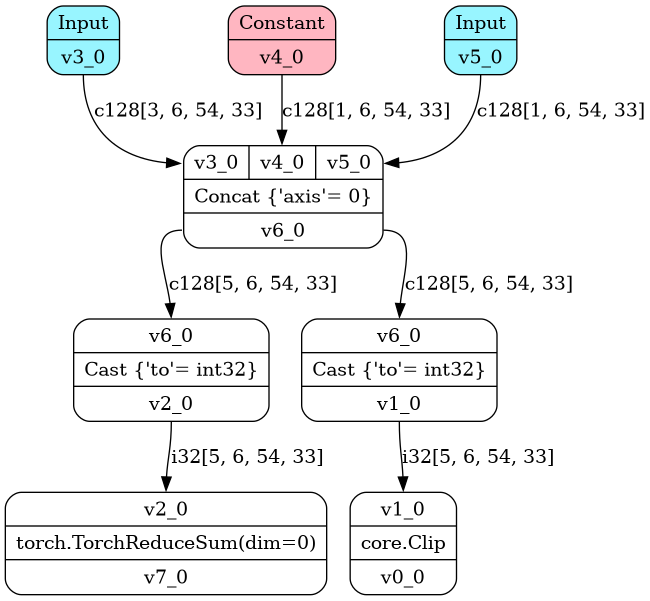 Input
v3_0
Constant
v4_0
Input
v5_0
c128[3, 6, 54, 33]
c128[1, 6, 54, 33]
c128[1, 6, 54, 33]
v3_0 v4_0 v5_0
Concat {'axis'= 0}
v6_0
c128[5, 6, 54, 33]
c128[5, 6, 54, 33]
v6_0
Cast {'to'= int32}
v2_0
v6_0
Cast {'to'= int32}
v1_0
i32[5, 6, 54, 33]
i32[5, 6, 54, 33]
v2_0
torch.TorchReduceSum(dim=0)
v7_0
v1_0
core.Clip
v0_0